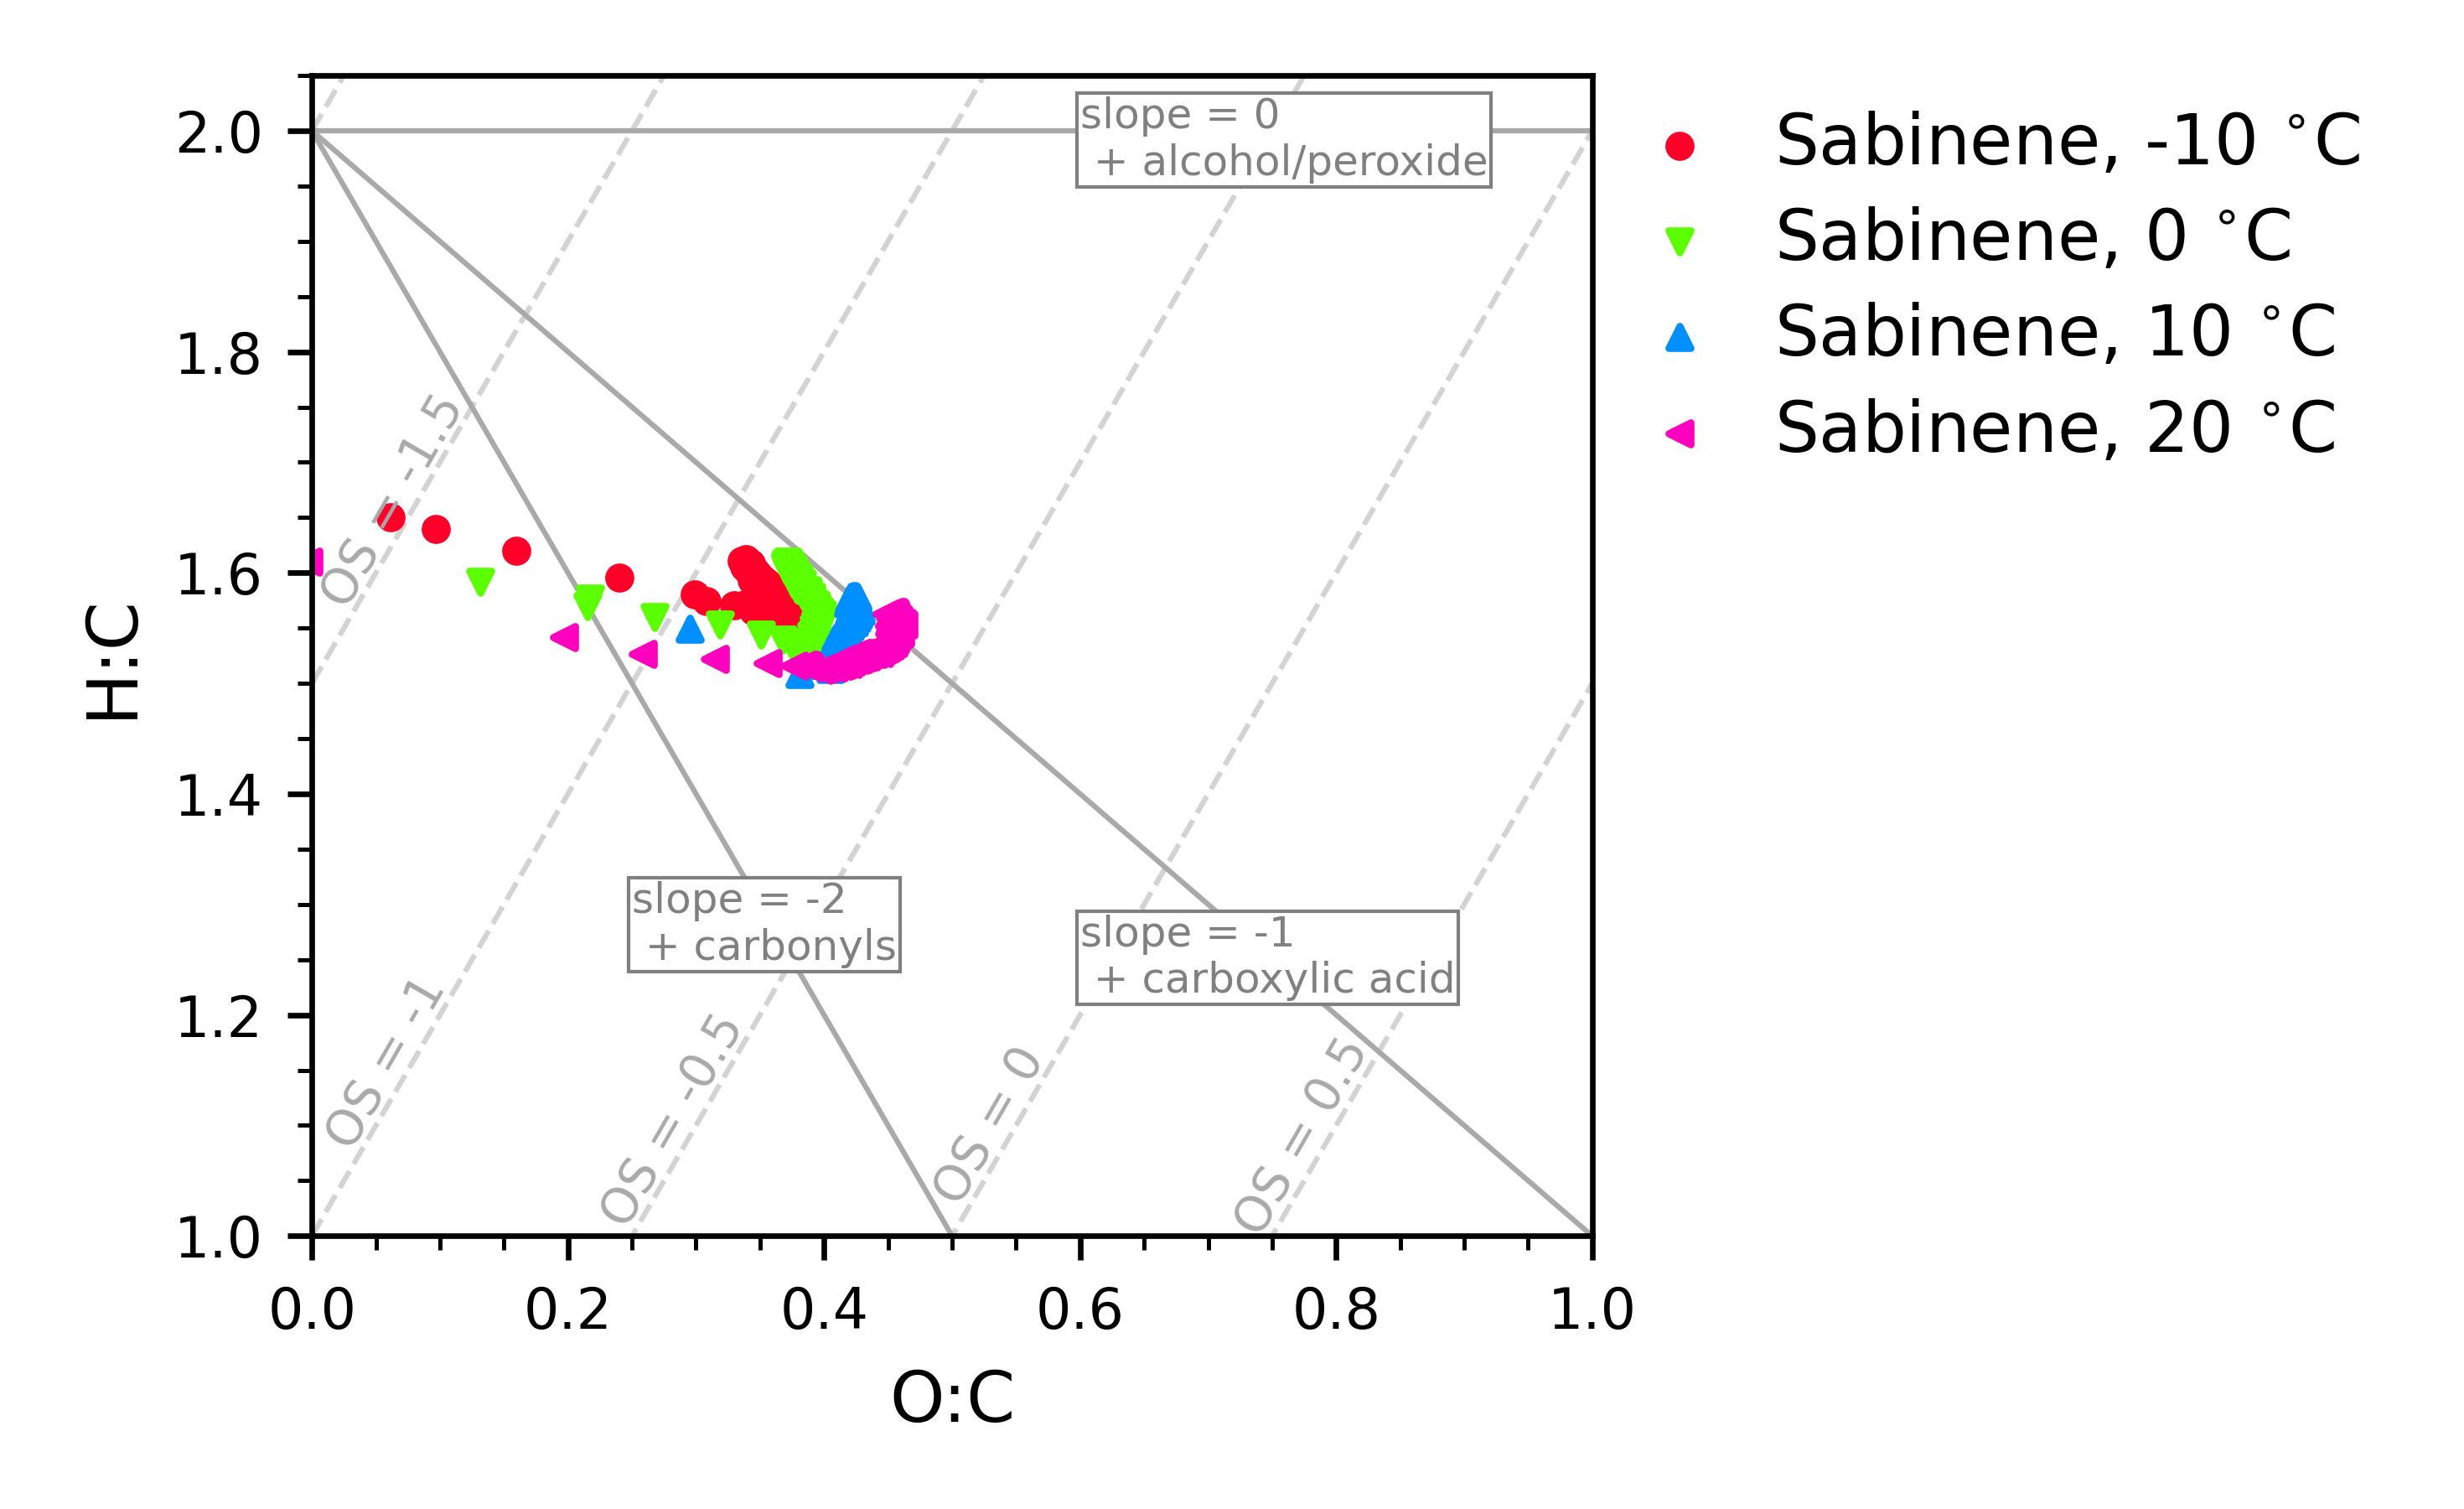 2.0
1.8
1.6
1.4
1.2
1.0
H:C
0.0
0.2
0.4
0.6
0.8
1.0
O:C
slope = 0
+ alcohol/peroxide
slope = -2
+ carbonyls
slope = -1
+ carboxylic acid
OS = -1.5
OS = -1
OS = -0.5
OS = 0
OS = 0.5
Sabinene, -10 °C
Sabinene, 0 °C
Sabinene, 10 °C
Sabinene, 20 °C